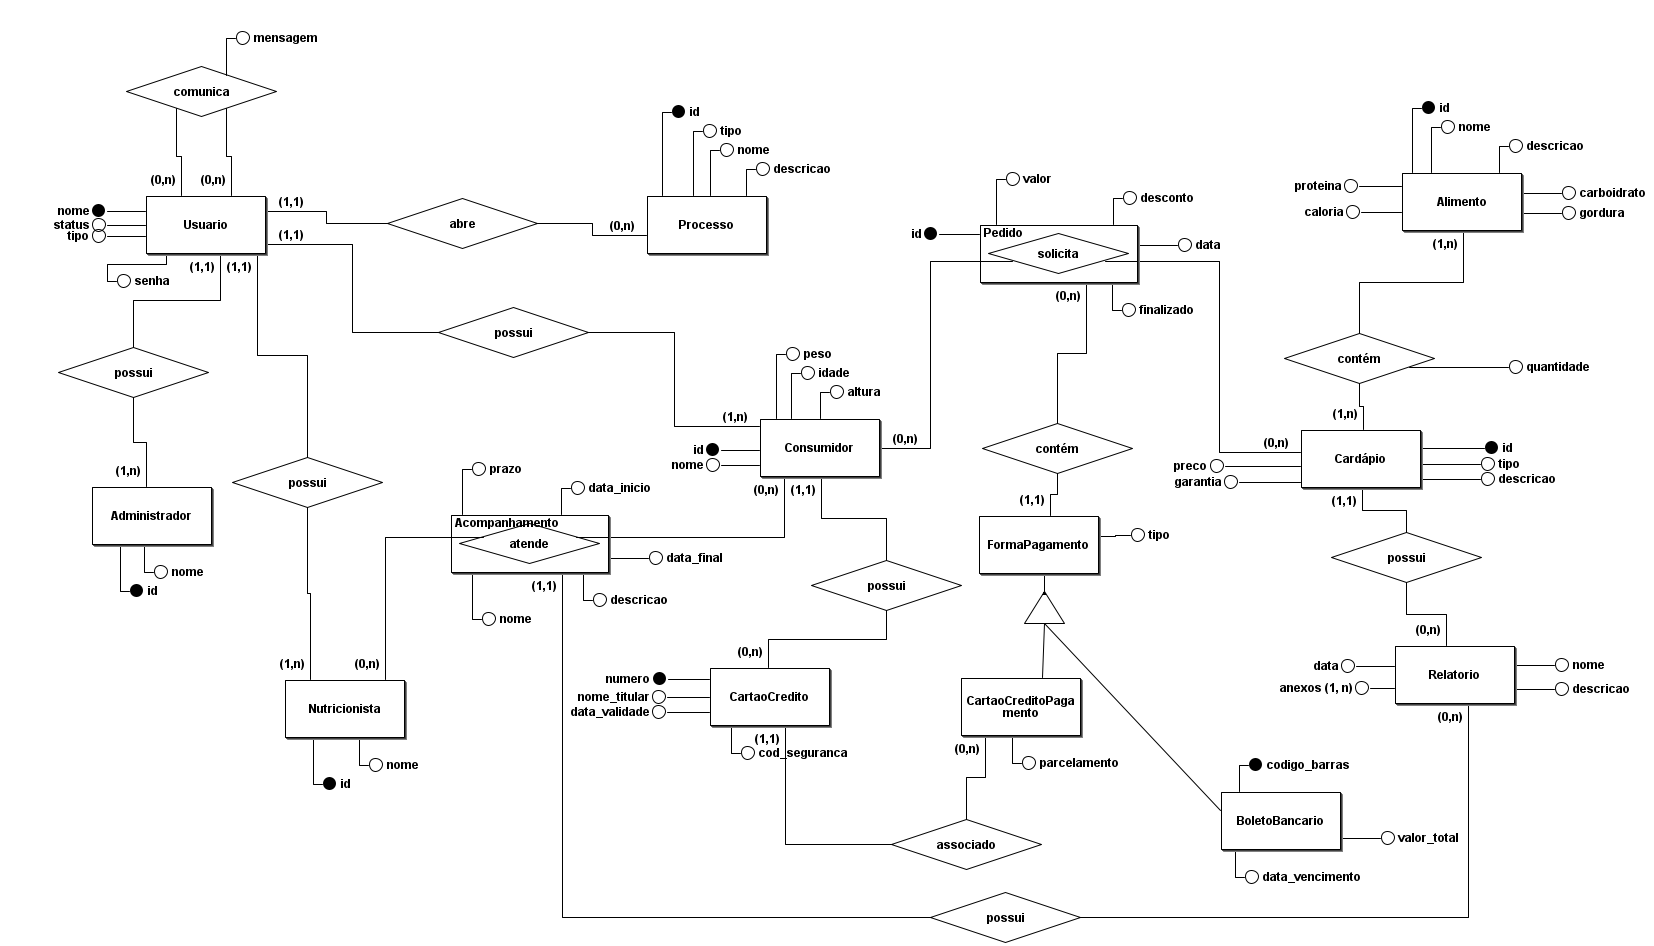 mensagem
comunica
(0,n)
(0,n)
nome
status
tipo
Usuario
senha
(1,1)
(1,1)
(1,1)
(1,1)
abre
(0,n)
id
tipo
nome
descricao
Processo
possui
possui
possui
(1,n)
Administrador
nome
id
(1,n)
(0,n)
Nutricionista
nome
id
peso
idade
altura
(1,n)
id
nome
Consumidor
(0,n)
(0,n)
(1,1)
prazo
data_inicio
Acompanhamento
atende
data_final
(1,1)
descricao
nome
possui
(0,n)
numero
nome_titular
data_validade
CartaoCredito
(1,1)
cod_seguranca
valor
desconto
id
Pedido
solicita
data
(0,n)
finalizado
contém
(1,1)
FormaPagamento
tipo
CartaoCreditoPaga
mento
(0,n)
parcelamento
associado
codigo_barras
BoletoBancario
valor_total
data_vencimento
id
nome
descricao
proteina
caloria
Alimento
carboidrato
gordura
(1,n)
contém
quantidade
(1,n)
(0,n)
preco
garantia
Cardápio
id
tipo
descricao
(1,1)
possui
(0,n)
data
anexos (1, n)
Relatorio
nome
descricao
(0,n)
possui